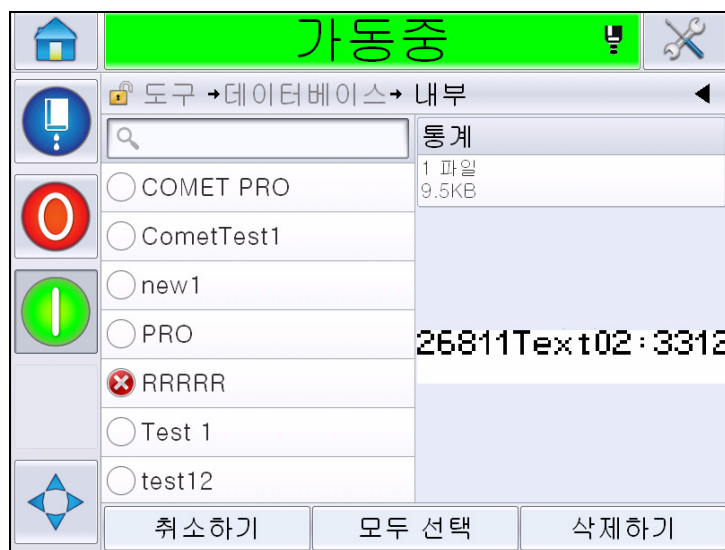 가동중
도구 → 데이터베이스 → 내부
통계
1 파일
9.5KB
COMET PRO
CometTest1
new1
PRO
26811Text02:3312
RRRRR
Test 1
test12
취소하기
모두 선택
삭제하기